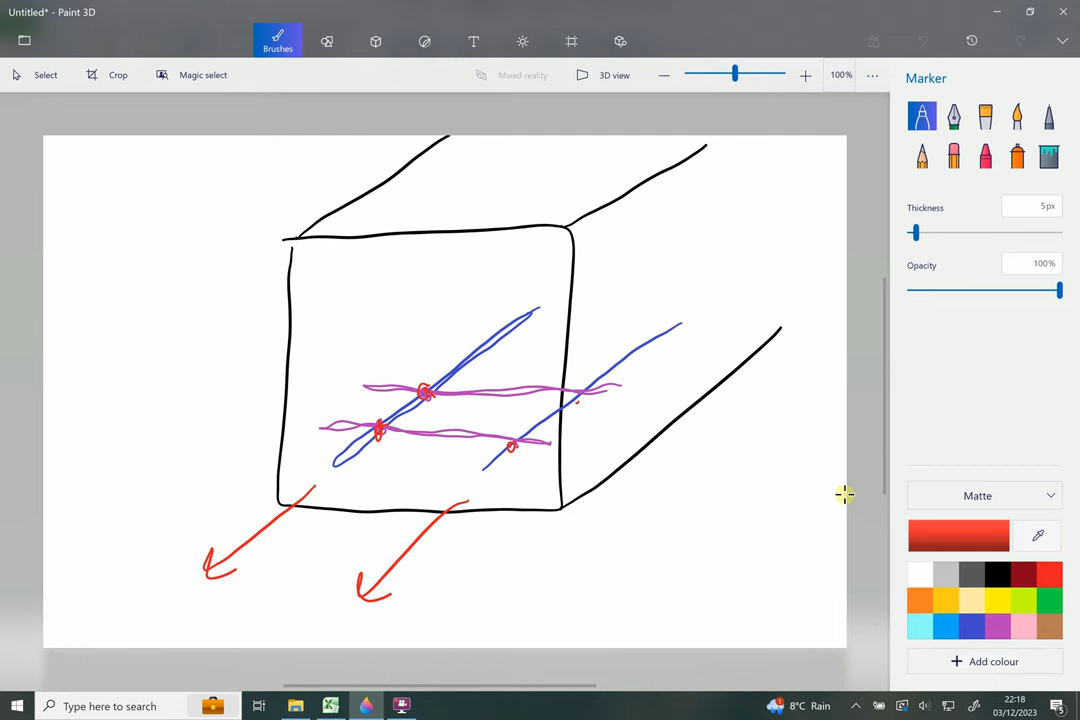 Untitled* - Paint 3D
Brushes
Select
Crop
Magic select
Mixed reality
3D view
100%
Marker
Thickness
5px
Opacity
100%
Matte
Add colour
Type here to search
8°C Rain
22:18
03/12/2023